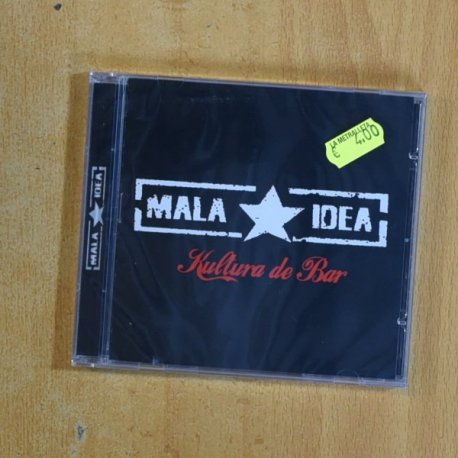 LA METRALLETA
€ 4,00
MALA IDEA
Kultura de Bar
MALA IDEA